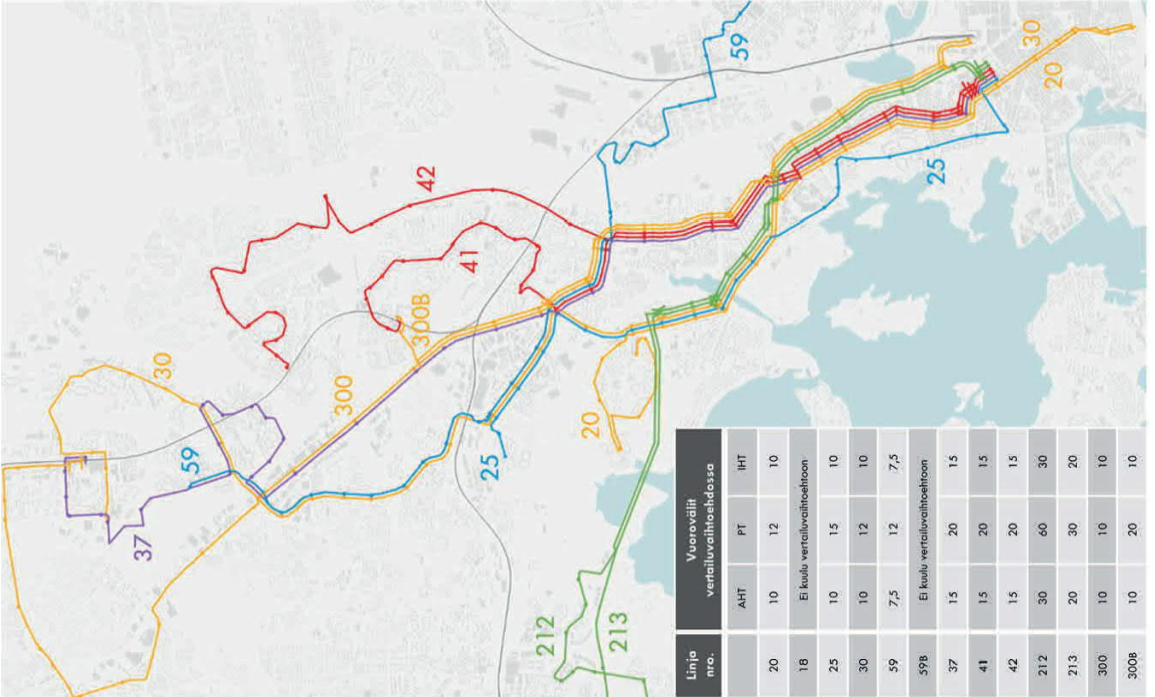 59
30
20
42
25
41
300B
30
300
20
59
25
37
212
213
Linja nro.
Vuorovälit vertailuvaihtoehdossa
AHT PT IHT
20 10 12 10
18 Ei kuulu vertailuvaihtoehtoon
25 10 15 10
30 10 12 10
59 7,5 12 7,5
59B Ei kuulu vertailuvaihtoehtoon
37 15 20 15
41 15 20 15
42 15 20 15
212 30 60 30
213 20 30 20
300 10 10 10
300B 10 20 10